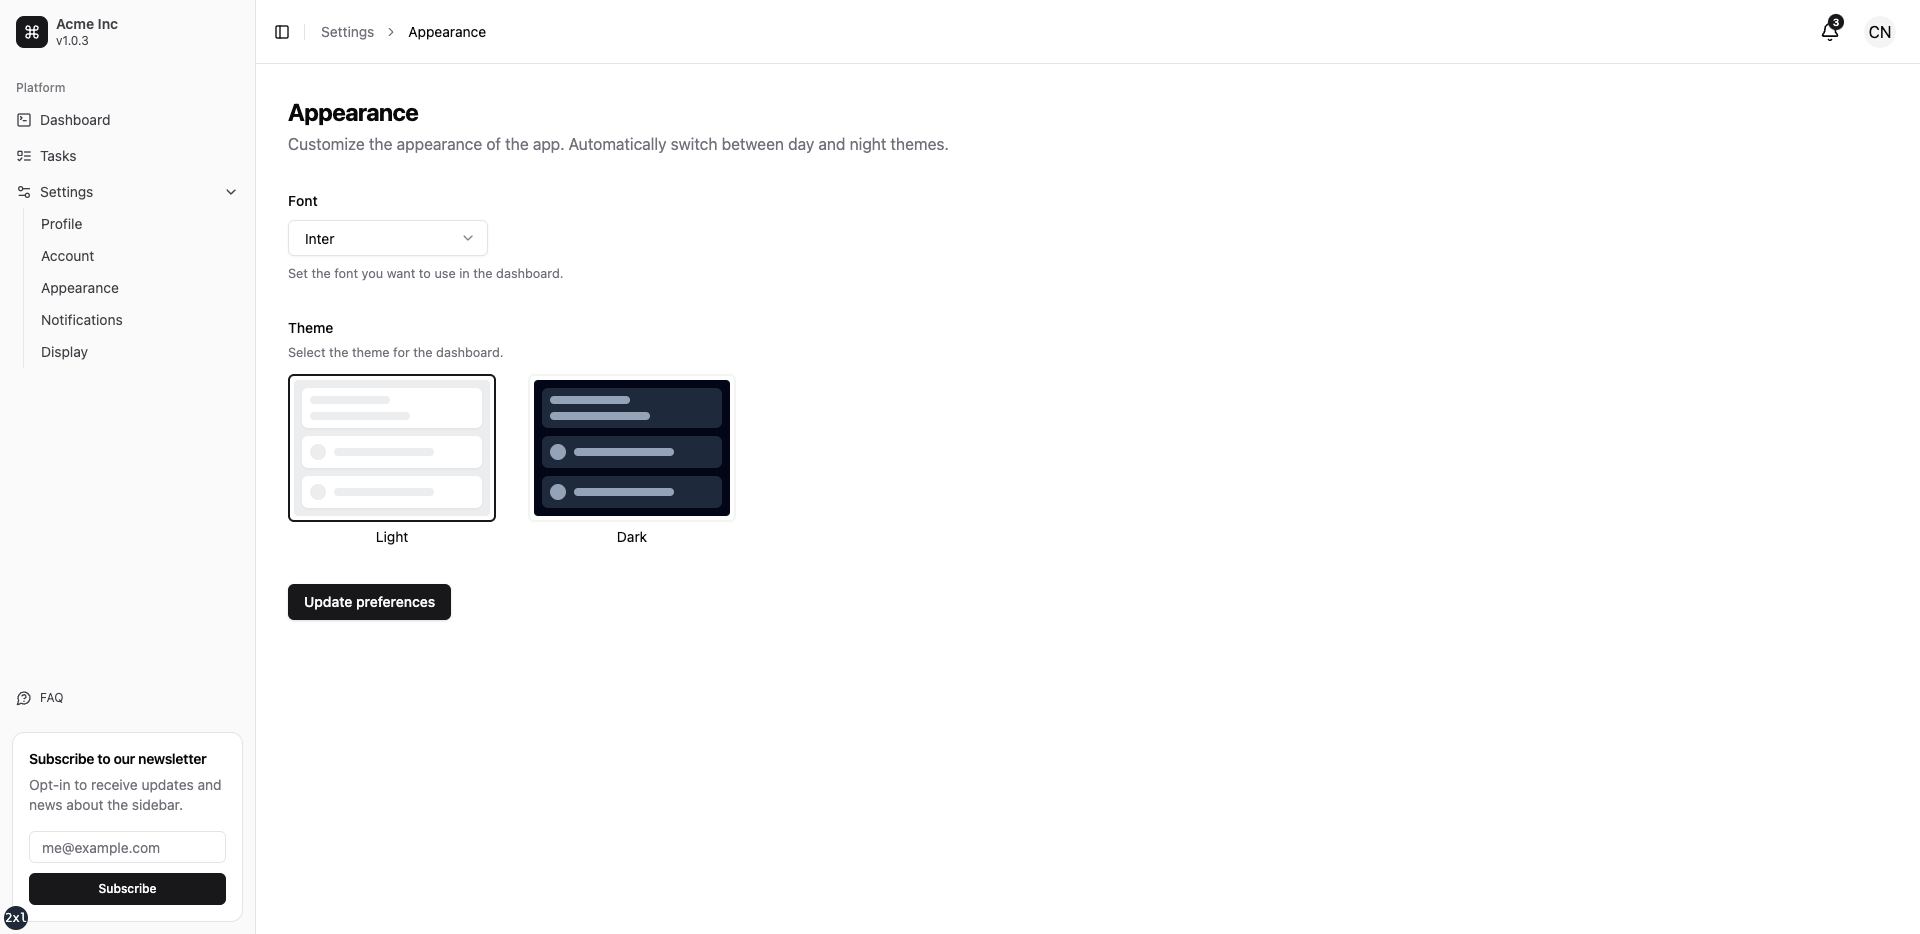 Acme Inc
v1.0.3
Platform
Dashboard
Tasks
Settings
Profile
Account
Appearance
Notifications
Display
FAQ
Subscribe to our newsletter
Opt-in to receive updates and
news about the sidebar.
me@example.com
Subscribe
2xl
Settings
Appearance
3
CN
Appearance
Customize the appearance of the app. Automatically switch between day and night themes.
Font
Inter
Set the font you want to use in the dashboard.
Theme
Select the theme for the dashboard.
Light
Dark
Update preferences